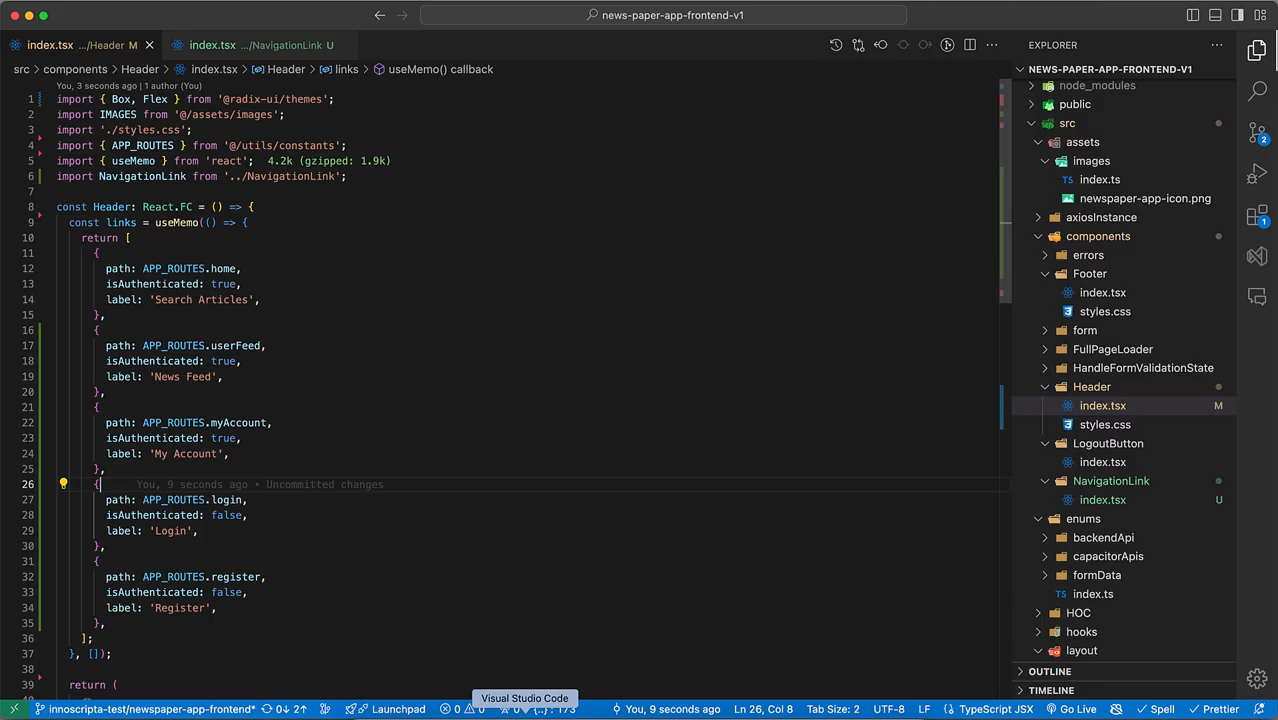 news-paper-app-frontend-v1
index.tsx .../Header M
index.tsx .../NavigationLink U
src > components > Header > index.tsx > Header > links > useMemo() callback
You, 3 seconds ago | 1 author (You)
1 import { Box, Flex } from '@radix-ui/themes';
2 import IMAGES from '@/assets/images';
3 import './styles.css';
4 import { APP_ROUTES } from '@/utils/constants';
5 import { useMemo } from 'react'; 4.2k (gzipped: 1.9k)
6 import NavigationLink from '../NavigationLink';
7
8 const Header: React.FC = () => {
9 const links = useMemo(() => {
10 return [
11 {
12 path: APP_ROUTES.home,
13 isAuthenticated: true,
14 label: 'Search Articles',
15 },
16 {
17 path: APP_ROUTES.userFeed,
18 isAuthenticated: true,
19 label: 'News Feed',
20 },
21 {
22 path: APP_ROUTES.myAccount,
23 isAuthenticated: true,
24 label: 'My Account',
25 },
26 { You, 9 seconds ago • Uncommitted changes
27 path: APP_ROUTES.login,
28 isAuthenticated: false,
29 label: 'Login',
30 },
31 {
32 path: APP_ROUTES.register,
33 isAuthenticated: false,
34 label: 'Register',
35 },
36 ];
37 }, []);
38
39 return (
EXPLORER
NEWS-PAPER-APP-FRONTEND-V1
node_modules
public
src
assets
images
TS index.ts
newspaper-app-icon.png
axiosInstance
components
errors
Footer
index.tsx
styles.css
form
FullPageLoader
HandleFormValidationState
Header
index.tsx M
styles.css
LogoutButton
index.tsx
NavigationLink
index.tsx U
enums
backendApi
capacitorApis
formData
TS index.ts
HOC
hooks
layout
OUTLINE
TIMELINE
2
1
Visual Studio Code
innoscripta-test/newspaper-app-frontend* 0↓ 2↑ Launchpad 0 0 You, 9 seconds ago Ln 26, Col 8 Tab Size: 2 UTF-8 LF {} TypeScript JSX Go Live Spell Prettier